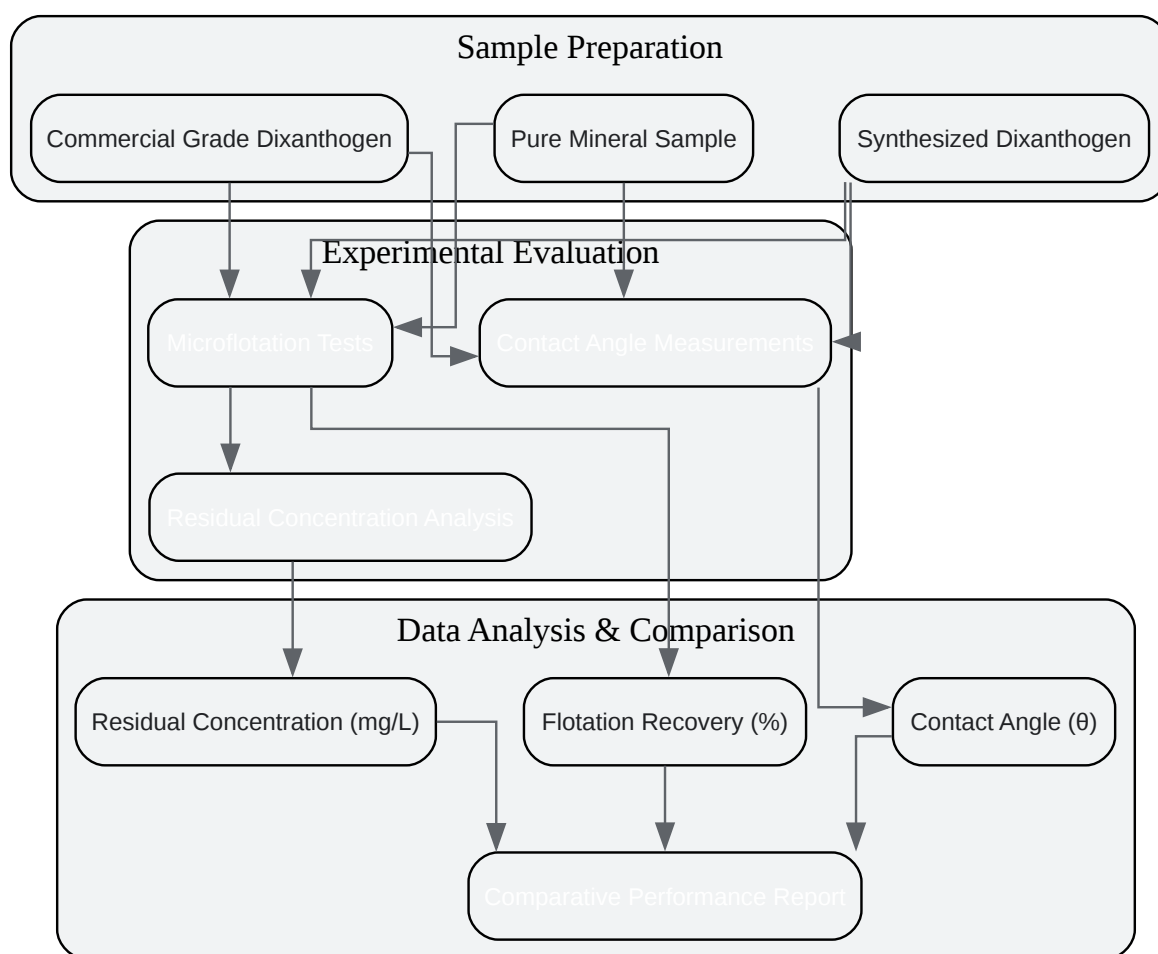 Sample Preparation
Commercial Grade Dixanthogen
Pure Mineral Sample
Synthesized Dixanthogen
Experimental Evaluation
Microflotation Tests
Contact Angle Measurements
Residual Concentration Analysis
Data Analysis & Comparison
Residual Concentration (mg/L)
Flotation Recovery (%)
Contact Angle (θ)
Comparative Performance Report